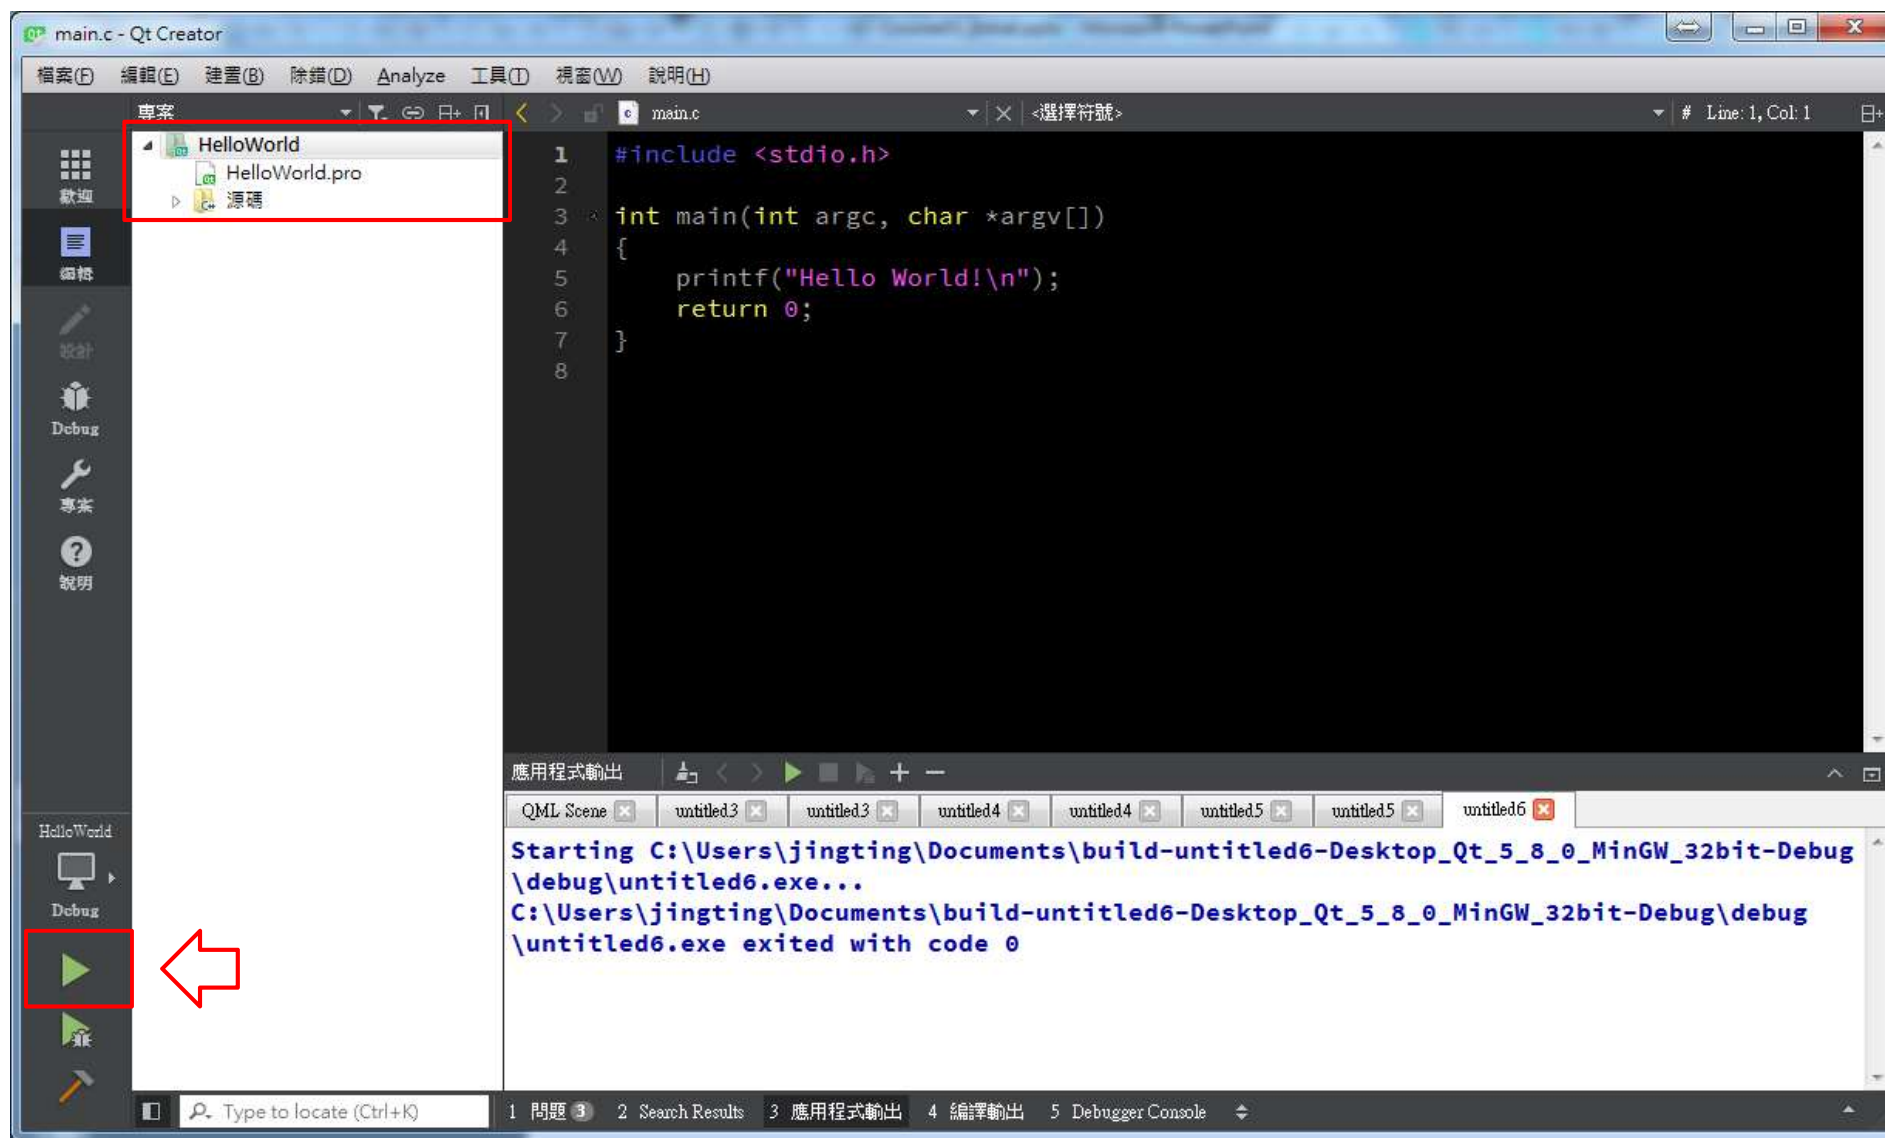 main.c - Qt Creator
檔案(F) 編輯(E) 建置(B) 除錯(D) Analyze 工具(T) 視窗(W) 說明(H)
專案
main.c
<選擇符號>
# Line: 1, Col: 1
歡迎
編輯
設計
Debug
專案
說明
HelloWorld
HelloWorld.pro
源碼
1 #include <stdio.h>
2
3 int main(int argc, char *argv[])
4 {
5 printf("Hello World!\n");
6 return 0;
7 }
8
應用程式輸出
QML Scene untitled3 untitled3 untitled4 untitled4 untitled5 untitled5 untitled6
Starting C:\Users\jingting\Documents\build-untitled6-Desktop_Qt_5_8_0_MinGW_32bit-Debug
\debug\untitled6.exe...
C:\Users\jingting\Documents\build-untitled6-Desktop_Qt_5_8_0_MinGW_32bit-Debug\debug
\untitled6.exe exited with code 0
HelloWorld
Debug
Type to locate (Ctrl+K)
1 問題 3 2 Search Results 3 應用程式輸出 4 編譯輸出 5 Debugger Console